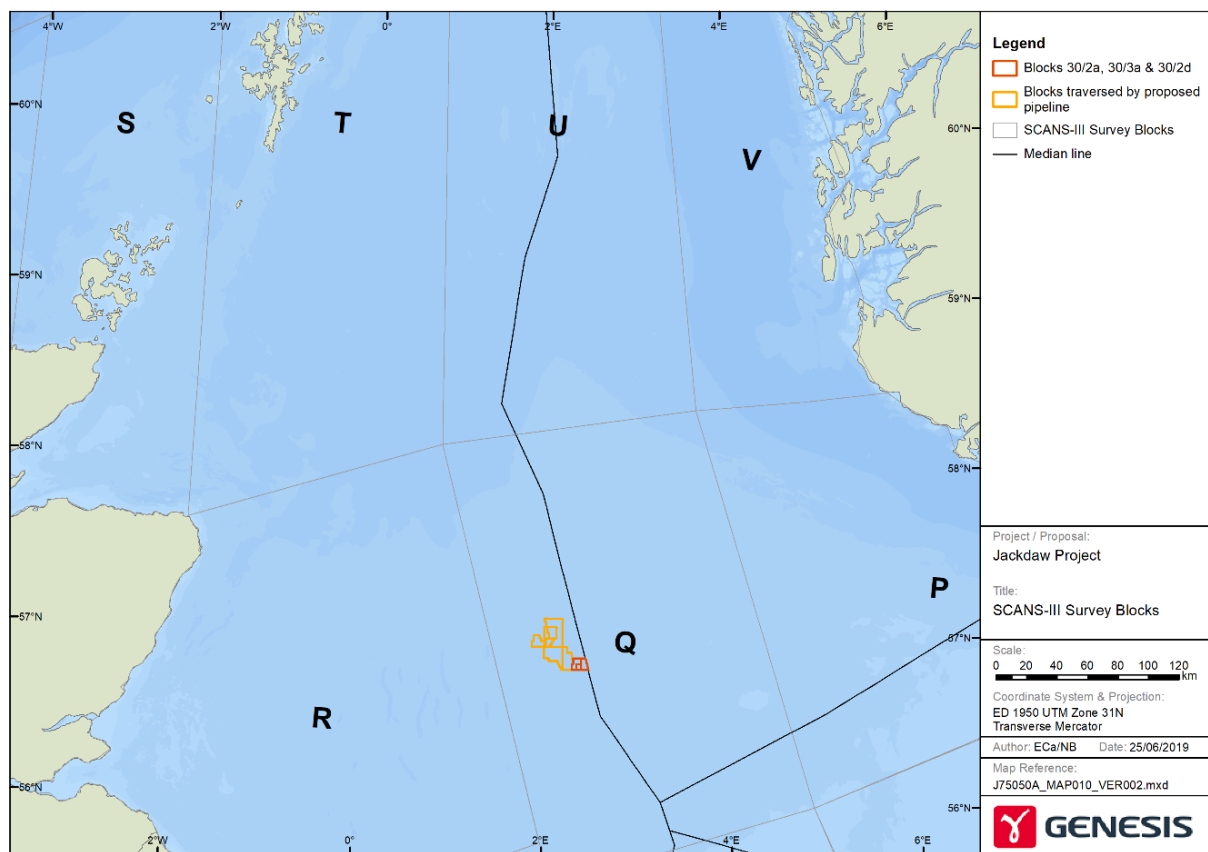 4°W 2°W 0° 2°E 4°E 6°E
60°N 60°N
S T U V
59°N 59°N
58°N 58°N
P
57°N 57°N
Q
R
56°N 56°N
2°W 0° 2°E 4°E 6°E
Legend
Blocks 30/2a, 30/3a & 30/2d
Blocks traversed by proposed
pipeline
SCANS-III Survey Blocks
Median line
Project / Proposal:
Jackdaw Project
Title:
SCANS-III Survey Blocks
Scale:
0 20 40 60 80 100 120
km
Coordinate System & Projection:
ED 1950 UTM Zone 31N
Transverse Mercator
Author: ECa/NB Date: 25/06/2019
Map Reference:
J75050A_MAP010_VER002.mxd
GENESIS